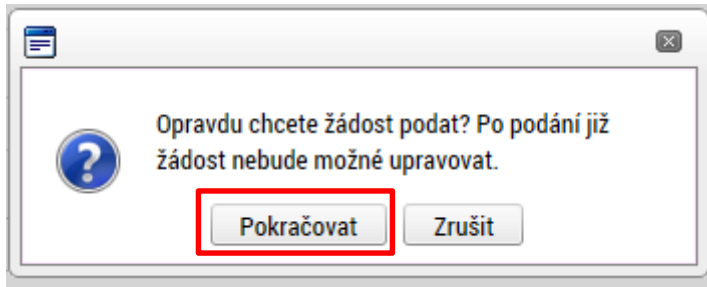 Opravdu chcete žádost podat? Po podání již
žádost nebude možné upravovat.
Pokračovat Zrušit